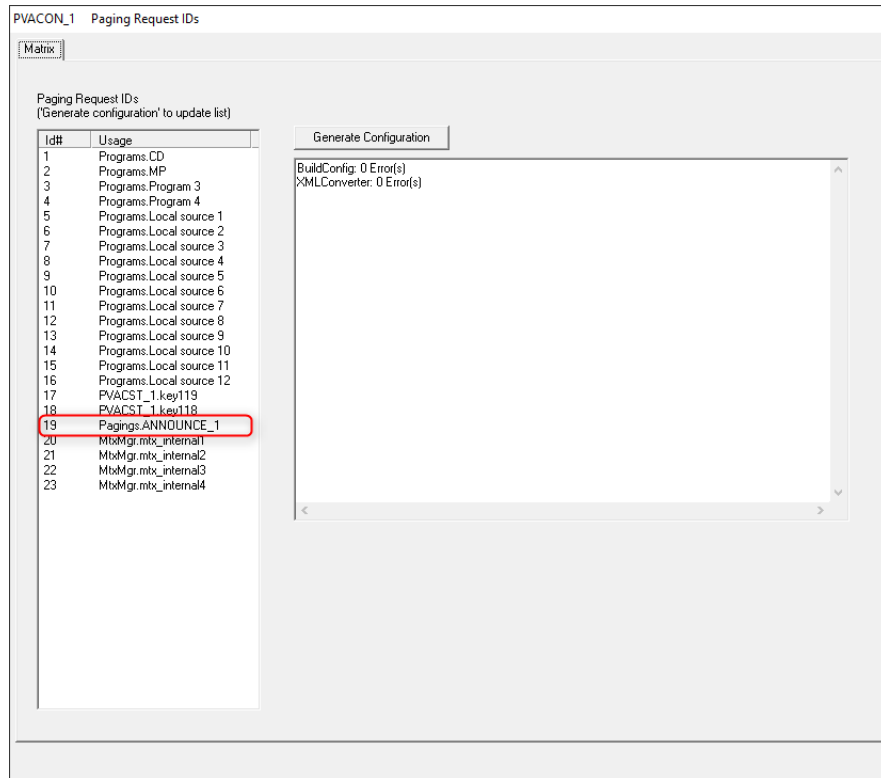 PVACON_1 Paging Request IDs
Matrix
Paging Request IDs
('Generate configuration' to update list)
Id# Usage
1 Programs.CD
2 Programs.MP
3 Programs.Program 3
4 Programs.Program 4
5 Programs.Local source 1
6 Programs.Local source 2
7 Programs.Local source 3
8 Programs.Local source 4
9 Programs.Local source 5
10 Programs.Local source 6
11 Programs.Local source 7
12 Programs.Local source 8
13 Programs.Local source 9
14 Programs.Local source 10
15 Programs.Local source 11
16 Programs.Local source 12
17 PVACST_1.key119
18 PVACST_1.key118
19 Pagings.ANNOUNCE_1
20 MtxMgr.mtx_internal1
21 MtxMgr.mtx_internal2
22 MtxMgr.mtx_internal3
23 MtxMgr.mtx_internal4
Generate Configuration
BuildConfig: 0 Error(s)
XMLConverter: 0 Error(s)